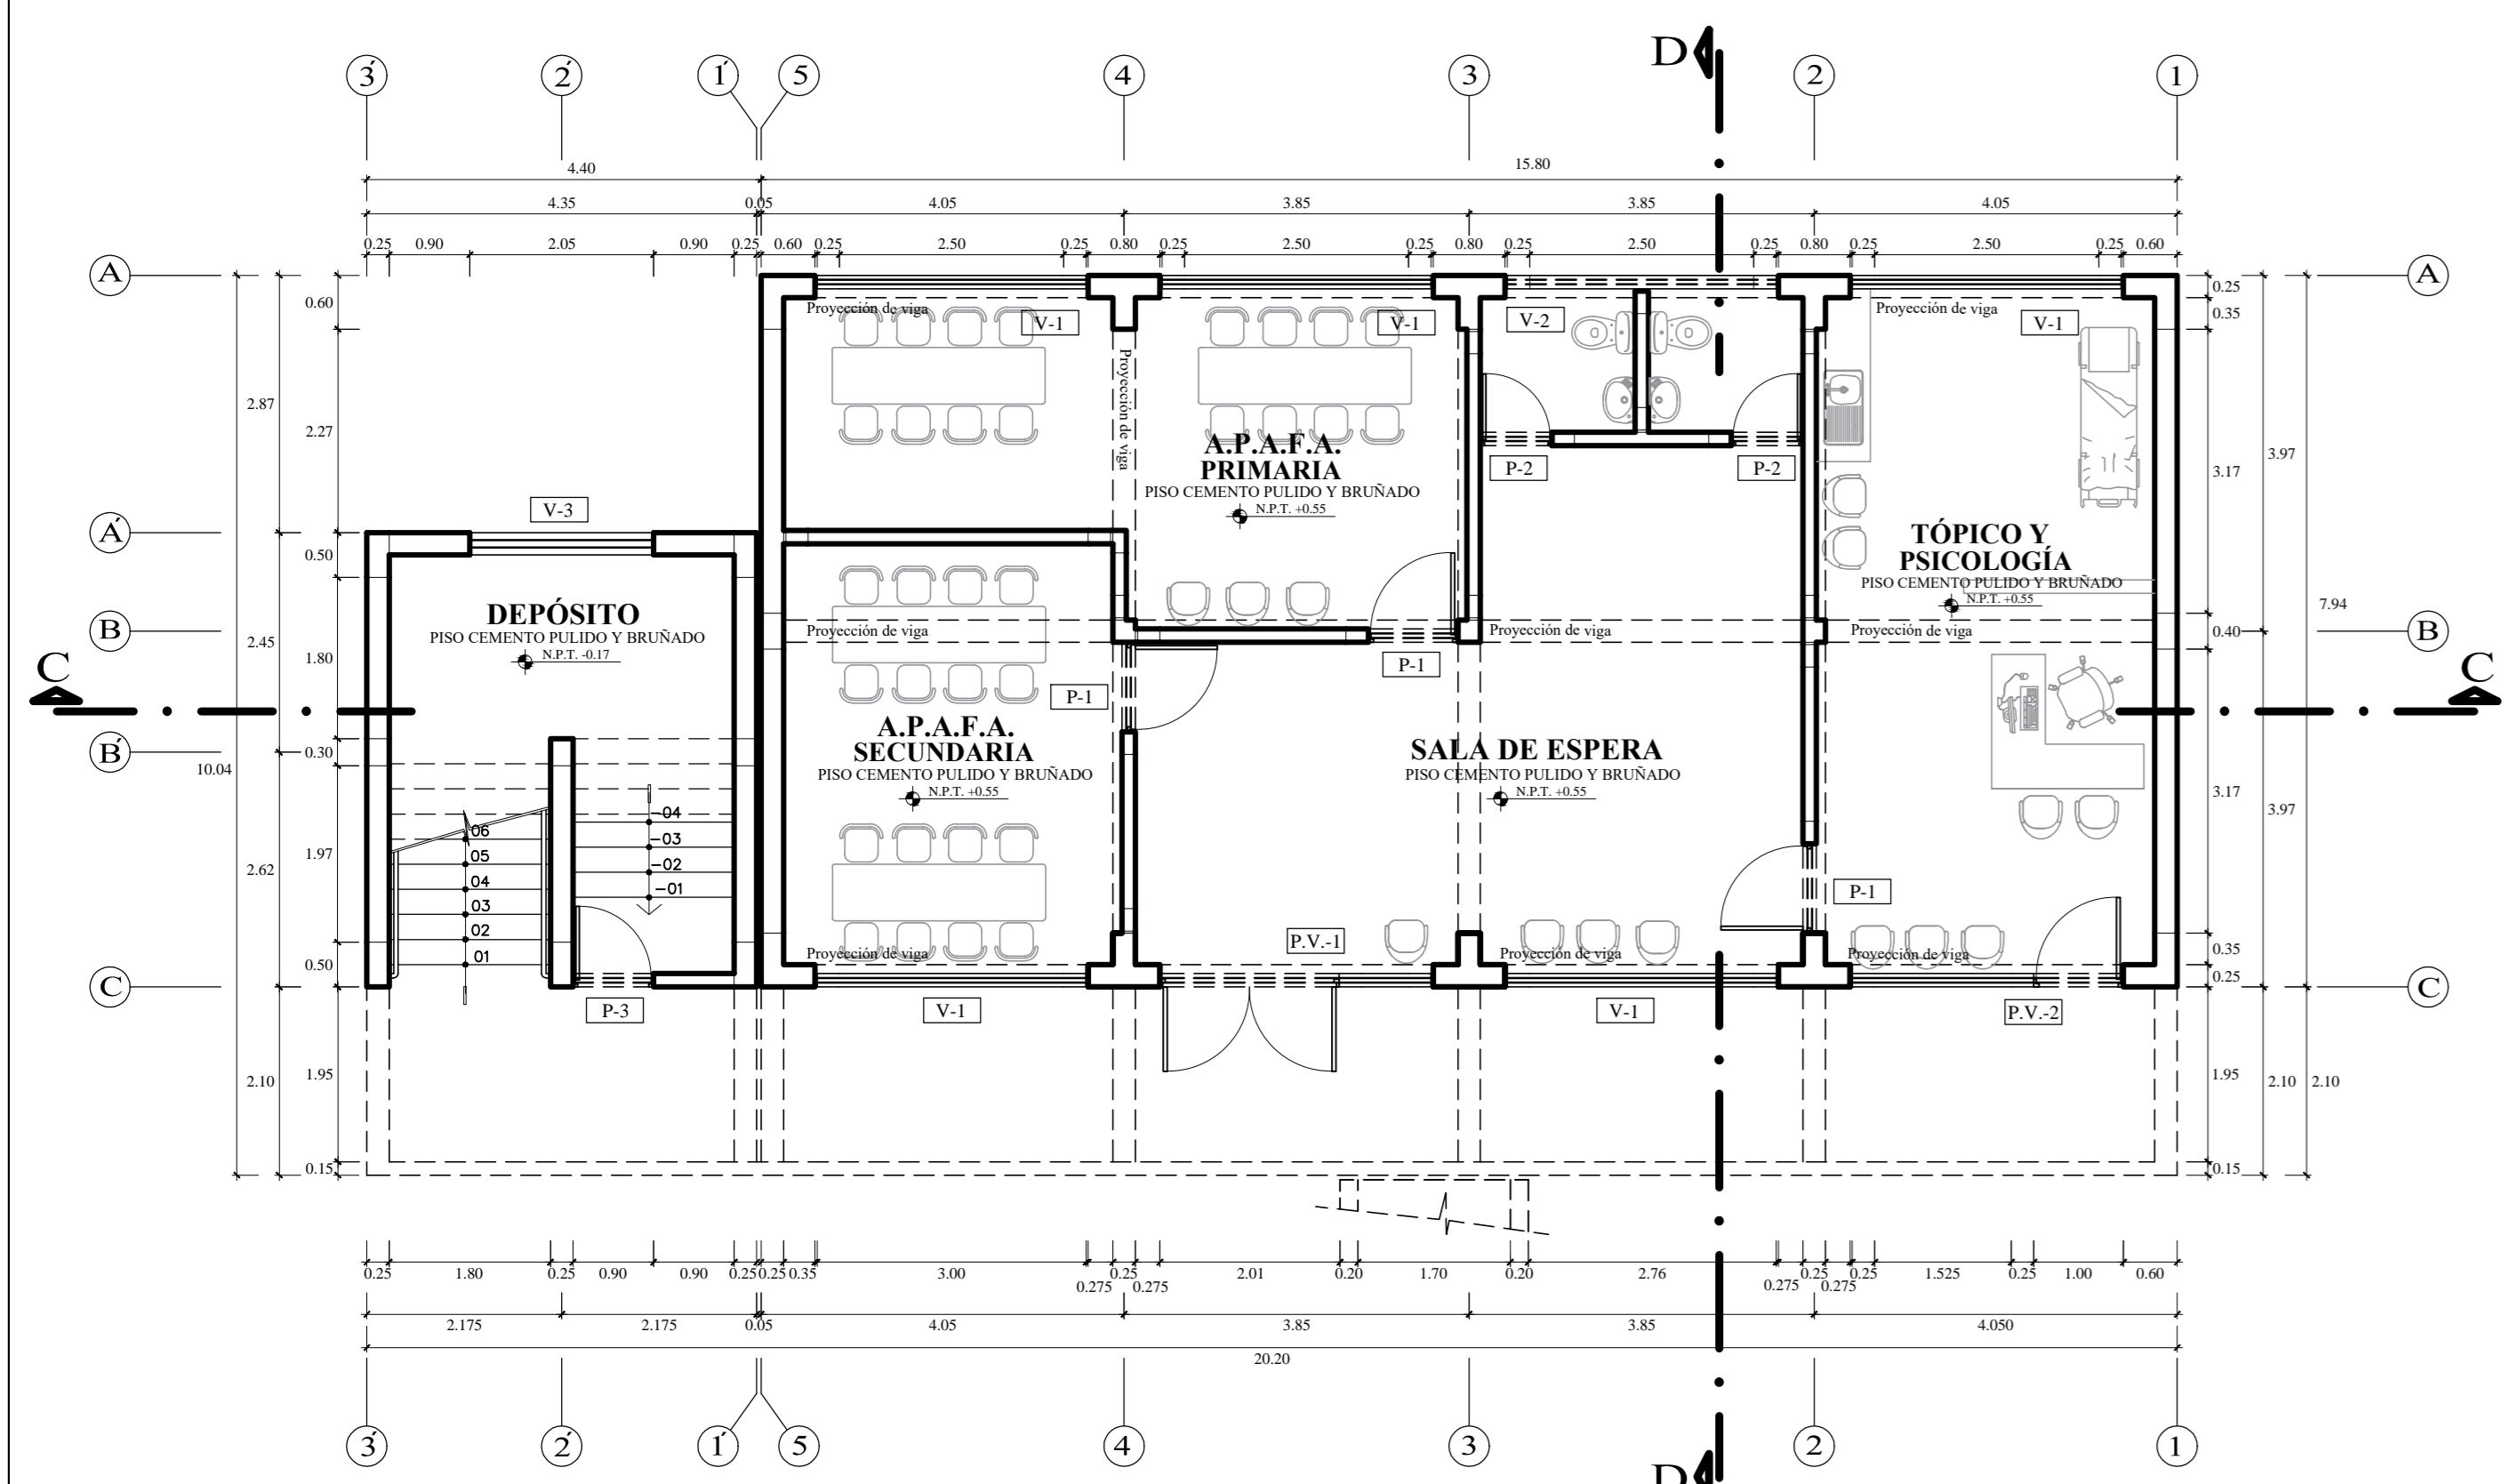 D
3́ 2́ 1́ 5 4 3 2 1
4.40 15.80
4.35 0.05 4.05 3.85 3.85 4.05
0.25 0.90 2.05 0.90 0.25 0.60 0.25 2.50 0.25 0.80 0.25 2.50 0.25 0.80 0.25 2.50 0.25 0.80 0.25 2.50 0.25 0.60
A A
0.60 0.25
Proyección de viga Proyección de viga
0.35
V-1 V-1 V-2 V-1
Proyección de viga
2.87 2.27
A.P.A.F.A.
PRIMARIA
PISO CEMENTO PULIDO Y BRUÑADO
N.P.T. +0.55
P-2 P-2
3.17 3.97
V-3
Á
0.50
TÓPICO Y
PSICOLOGÍA
PISO CEMENTO PULIDO Y BRUÑADO
N.P.T. +0.55
7.94
DEPÓSITO
PISO CEMENTO PULIDO Y BRUÑADO
N.P.T. -0.17
B B
Proyección de viga Proyección de viga Proyección de viga
0.40
2.45 1.80
P-1 P-1
C C
A.P.A.F.A.
SECUNDARIA
PISO CEMENTO PULIDO Y BRUÑADO
N.P.T. +0.55
SALA DE ESPERA
PISO CEMENTO PULIDO Y BRUÑADO
N.P.T. +0.55
B́
0.30
10.04
3.17 3.97
06
05
04
03
02
01
-04
-03
-02
-01
2.62 1.97
P-1
P.V.-1
0.50
Proyección de viga Proyección de viga Proyección de viga
0.35
0.25
C C
P-3 V-1 V-1 P.V.-2
2.10 1.95
1.95 2.10 2.10
0.15 0.15
0.25 1.80 0.25 0.90 0.90 0.25 0.25 0.35 3.00 0.275 0.25 0.275 2.01 0.20 1.70 0.20 2.76 0.275 0.25 0.275 0.25 1.525 0.25 1.00 0.60
2.175 2.175 0.05 4.05 3.85 3.85 4.050
20.20
3́ 2́ 1́ 5 4 3 2 1
D